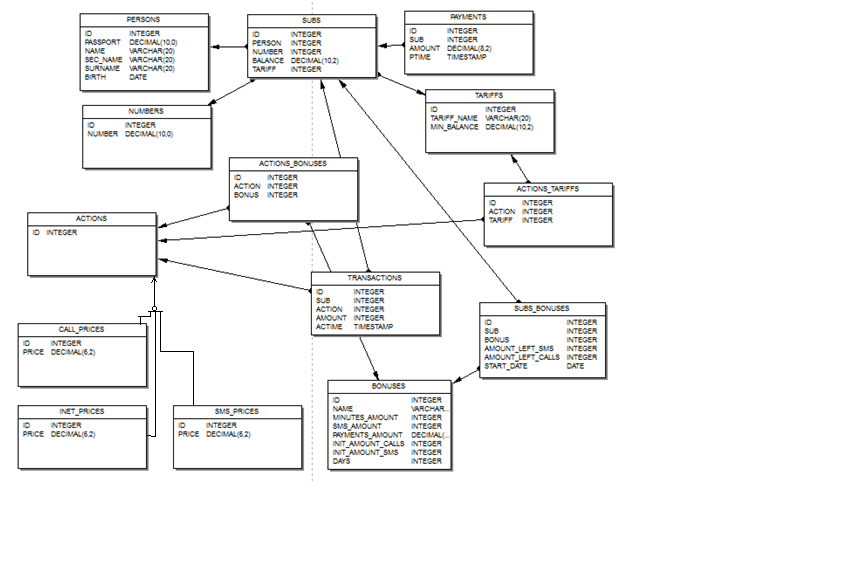 PERSONS
ID INTEGER
PASSPORT DECIMAL(10,0)
NAME VARCHAR(20)
SEC_NAME VARCHAR(20)
SURNAME VARCHAR(20)
BIRTH DATE
SUBS
ID INTEGER
PERSON INTEGER
NUMBER INTEGER
BALANCE DECIMAL(10,2)
TARIFF INTEGER
PAYMENTS
ID INTEGER
SUB INTEGER
AMOUNT DECIMAL(8,2)
PTIME TIMESTAMP
NUMBERS
ID INTEGER
NUMBER DECIMAL(10,0)
TARIFFS
ID INTEGER
TARIFF_NAME VARCHAR(20)
MIN_BALANCE DECIMAL(10,2)
ACTIONS_BONUSES
ID INTEGER
ACTION INTEGER
BONUS INTEGER
ACTIONS_TARIFFS
ID INTEGER
ACTION INTEGER
TARIFF INTEGER
ACTIONS
ID INTEGER
TRANSACTIONS
ID INTEGER
SUB INTEGER
ACTION INTEGER
AMOUNT INTEGER
ACTIME TIMESTAMP
SUBS_BONUSES
ID INTEGER
SUB INTEGER
BONUS INTEGER
AMOUNT_LEFT_SMS INTEGER
AMOUNT_LEFT_CALLS INTEGER
START_DATE DATE
CALL_PRICES
ID INTEGER
PRICE DECIMAL(6,2)
INET_PRICES
ID INTEGER
PRICE DECIMAL(6,2)
SMS_PRICES
ID INTEGER
PRICE DECIMAL(6,2)
BONUSES
ID INTEGER
NAME VARCHAR...
MINUTES_AMOUNT INTEGER
SMS_AMOUNT INTEGER
PAYMENTS_AMOUNT DECIMAL(...
INIT_AMOUNT_CALLS INTEGER
INIT_AMOUNT_SMS INTEGER
DAYS INTEGER